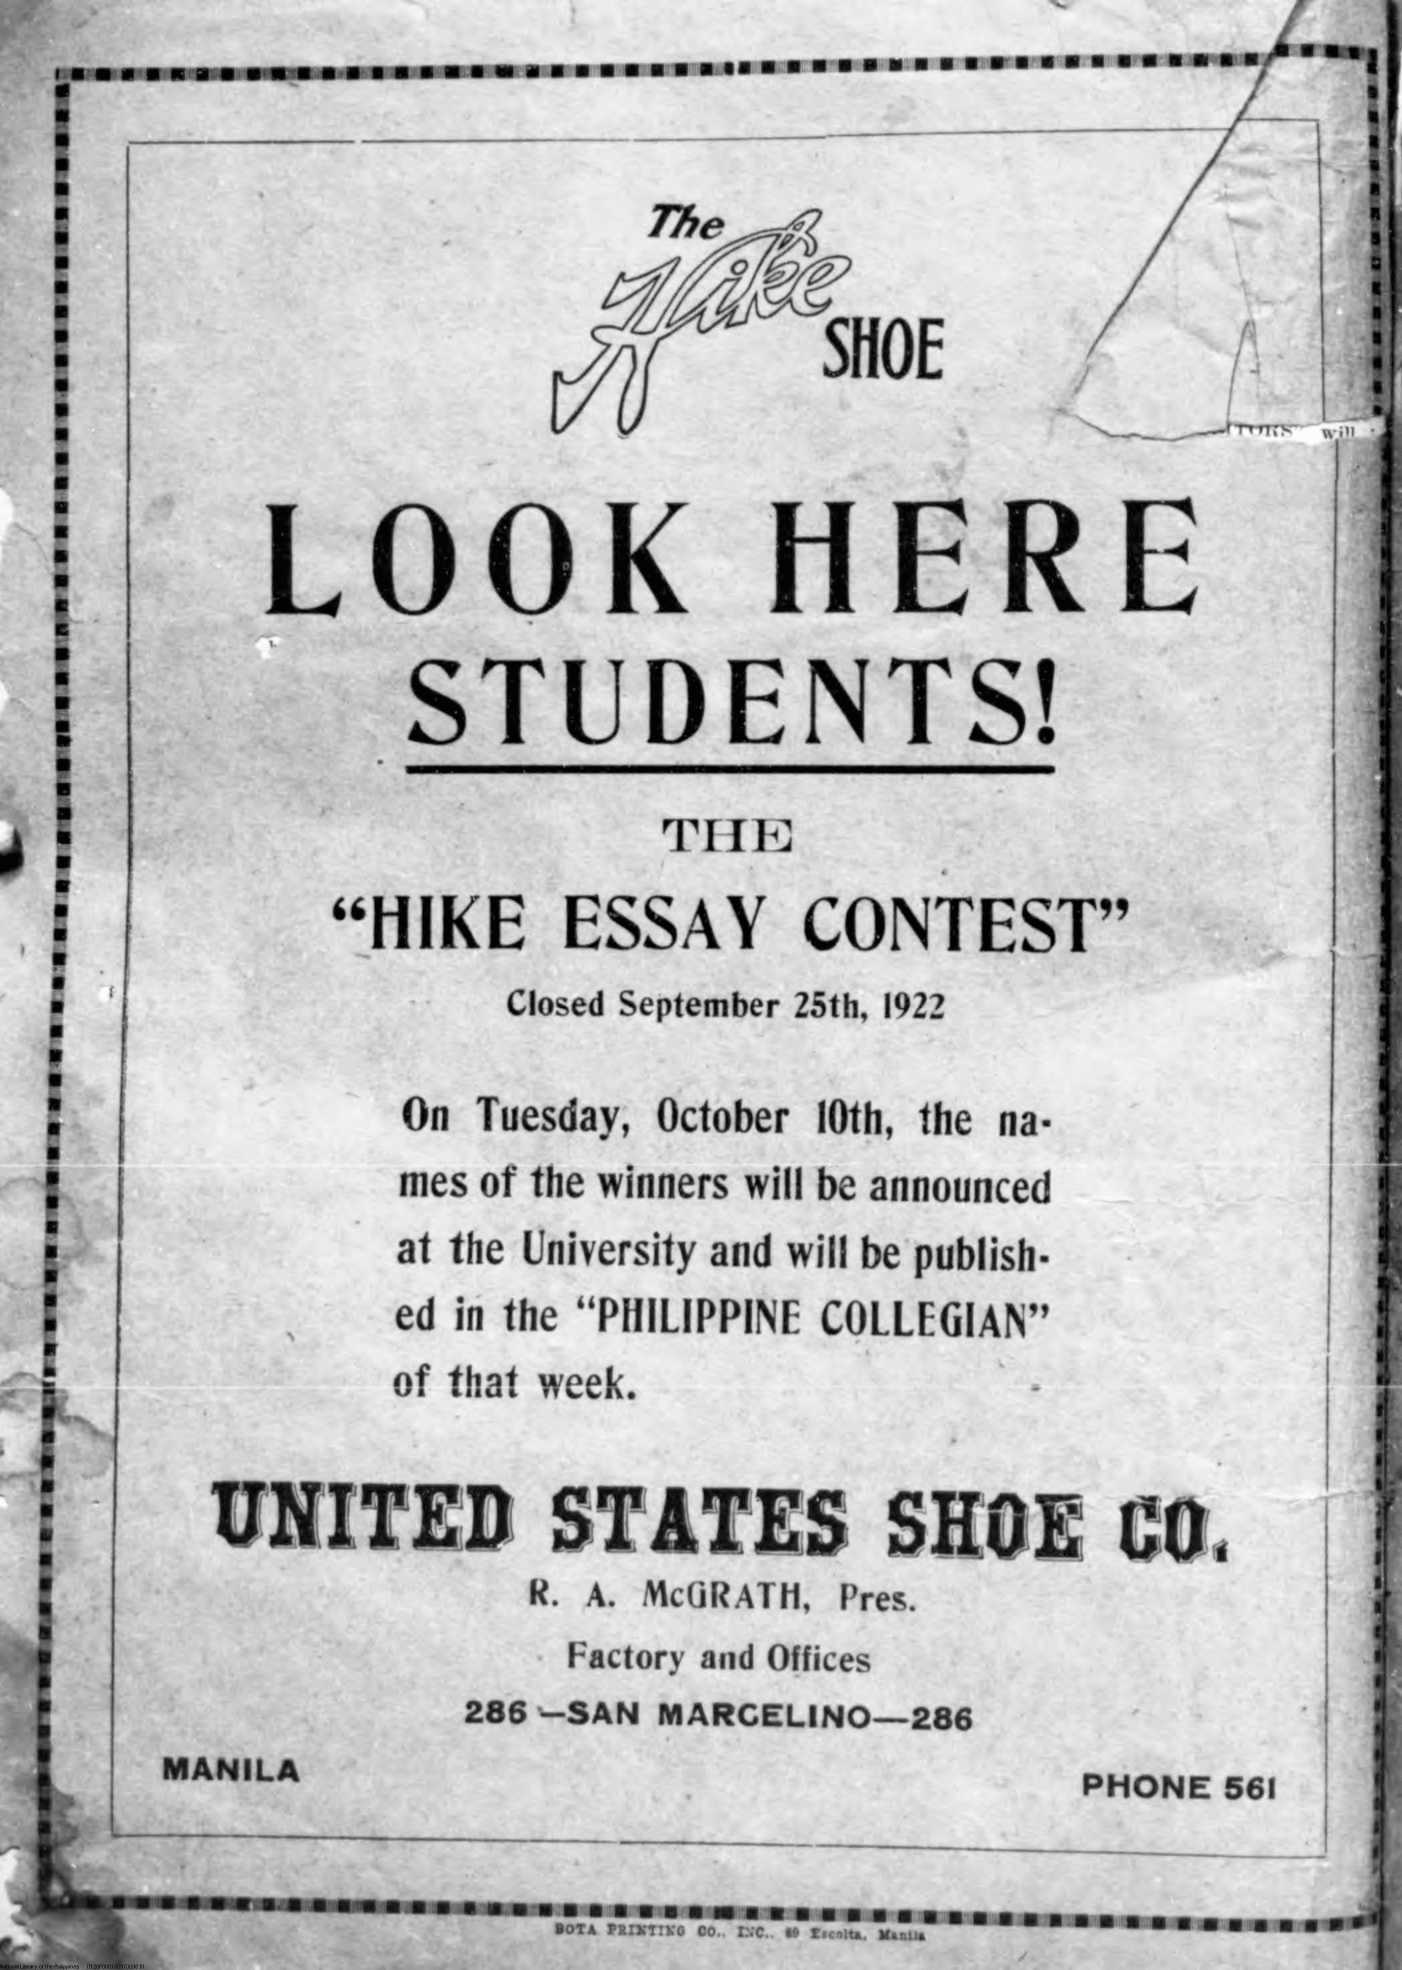 The
Hike
SHOE
will
LOOK HERE
STUDENTS!
THE
“HIKE ESSAY CONTEST”
Closed September 25th, 1922
On Tuesday, October 10th, the na-
mes of the winners will be announced
at the University and will be publish-
ed in the “PHILIPPINE COLLEGIAN”
of that week.
UNITED STATES SHOE CO.
R. A. McGRATH, Pres.
Factory and Offices
286—SAN MARCELINO—286
MANILA
PHONE 561
BOTA PRINTING CO., INC., Escolta, Manila